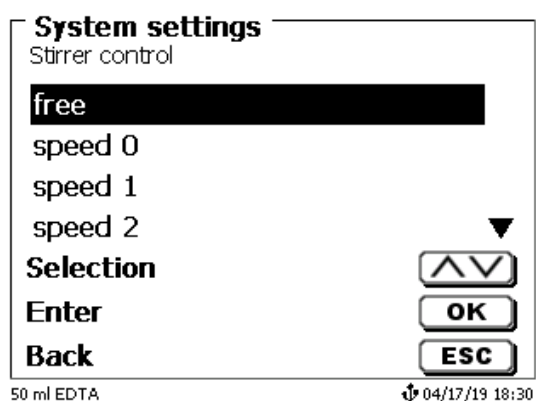 System settings
Stirrer control
free
speed 0
speed 1
speed 2
Selection
Enter OK
Back ESC
50 ml EDTA 04/17/19 18:30